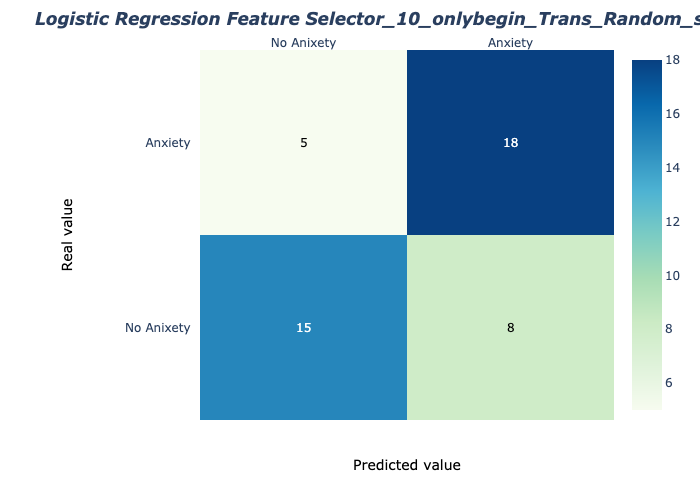 Logistic Regression Feature Selector_10_onlybegin_Trans_Random_s
No Anixety Anxiety
18
Anxiety 5 18
16
14
12
Real value
10
No Anixety 15 8
8
6
Predicted value